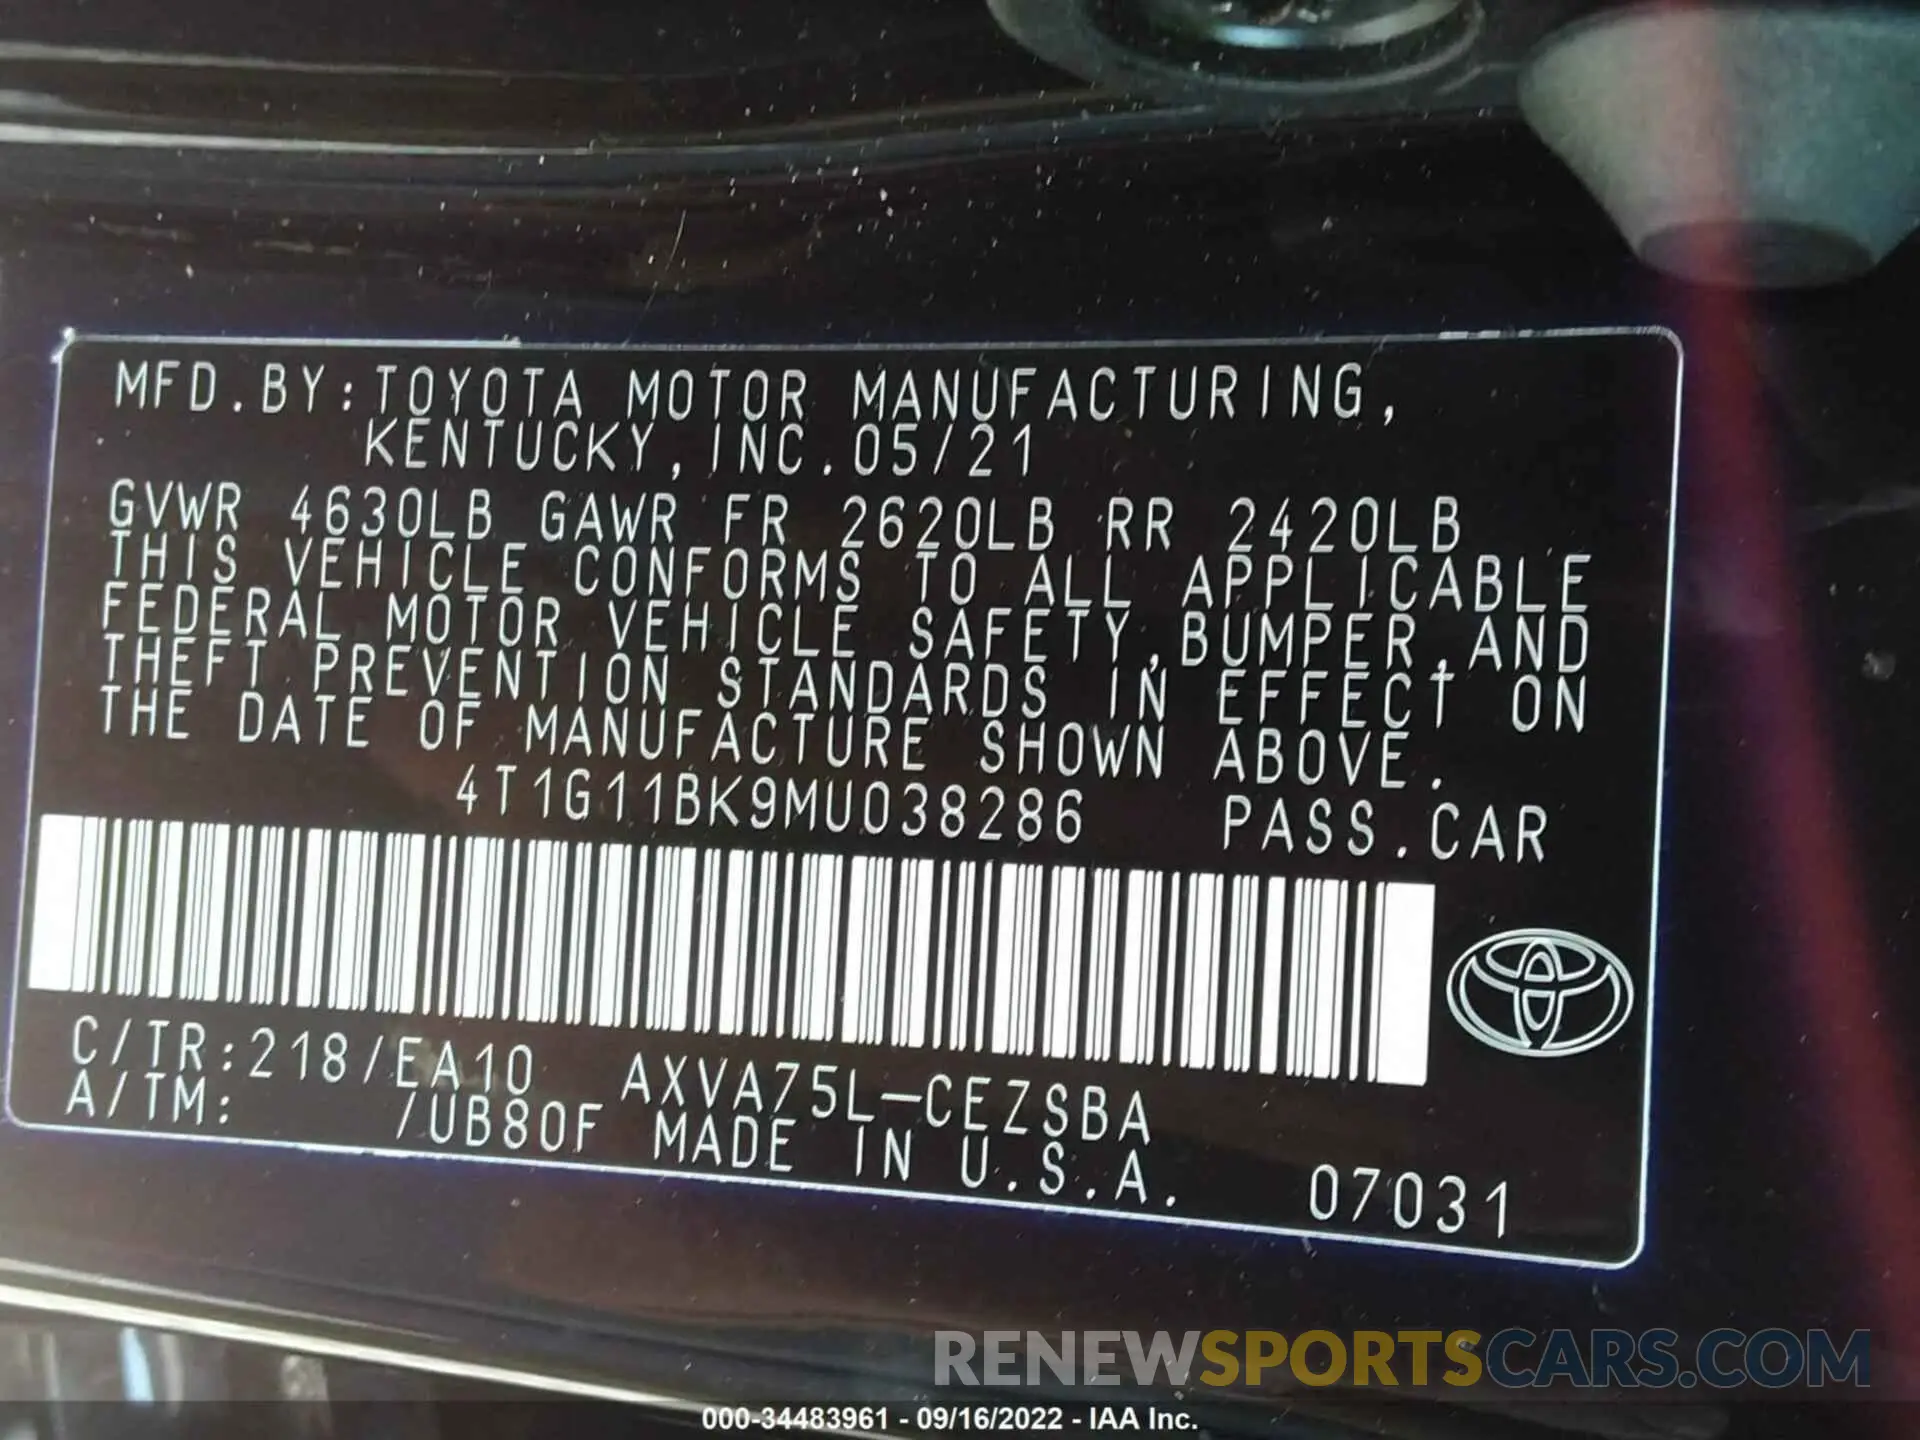 MFD.BY:TOYOTA MOTOR MANUFACTURING,
KENTUCKY,INC.05/21
GVWR 4630LB GAWR FR 2620LB RR 2420LB
THIS VEHICLE CONFORMS TO ALL APPLICABLE
FEDERAL MOTOR VEHICLE SAFETY,BUMPER,AND
THEFT PREVENTION STANDARDS IN EFFECT ON
THE DATE OF MANUFACTURE SHOWN ABOVE.
4T1G11BK9MU038286 PASS.CAR
C/TR:218/EA10 AXVA75L-CEZSBA
A/TM: /UB80F MADE IN U.S.A. 07031
RENEWSPORTSCARS.COM
000-34483961 - 09/16/2022 - IAA Inc.